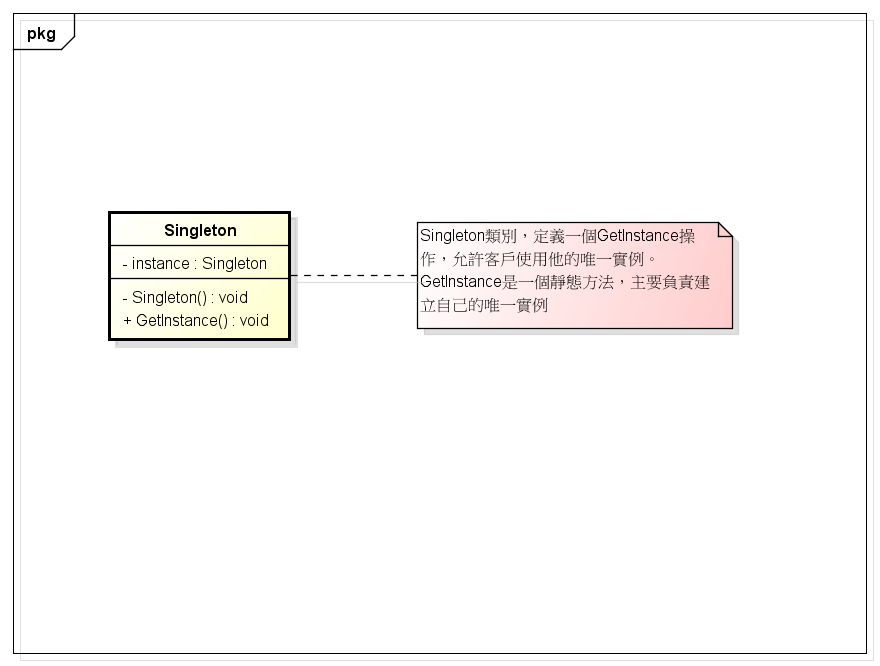 pkg
Singleton
- instance : Singleton
- Singleton() : void
+ GetInstance() : void
Singleton類別，定義一個GetInstance操
作，允許客戶使用他的唯一實例。
GetInstance是一個靜態方法，主要負責建
立自己的唯一實例